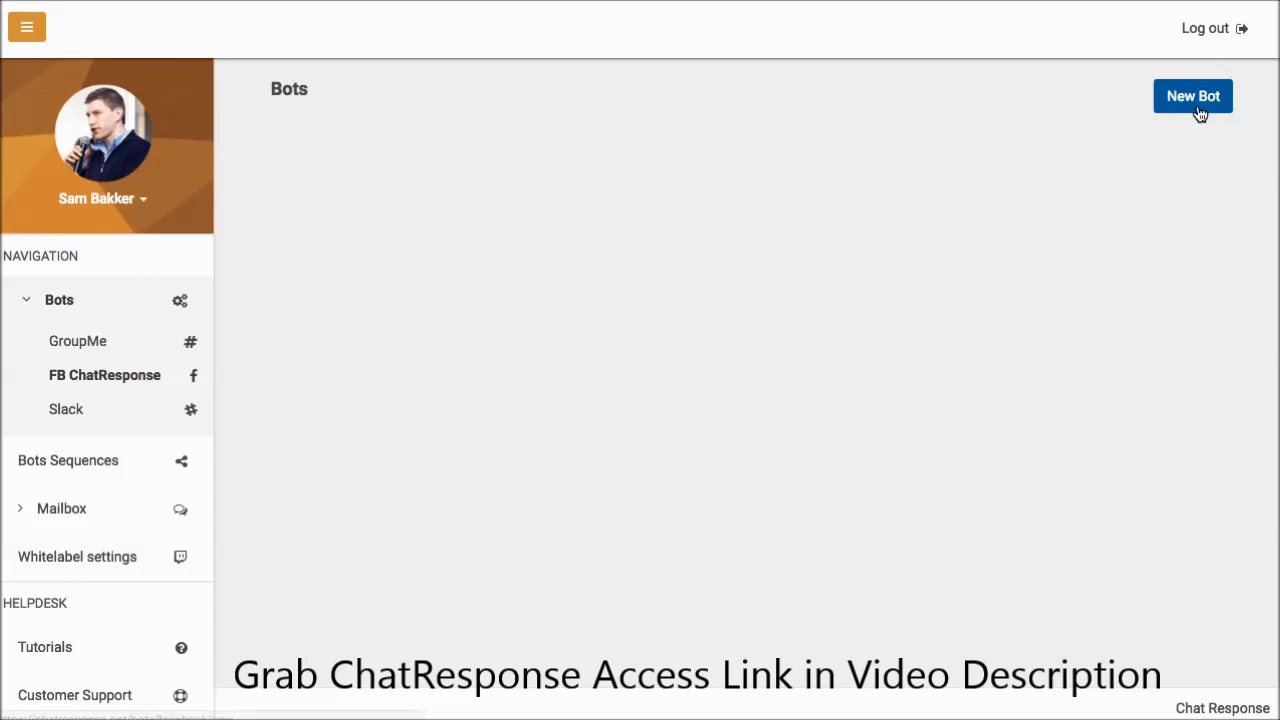 Log out
Bots
New Bot
Sam Bakker
NAVIGATION
Bots
GroupMe
FB ChatResponse
Slack
Bots Sequences
Mailbox
Whitelabel settings
HELPDESK
Tutorials
Customer Support
Grab ChatResponse Access Link in Video Description
Chat Response